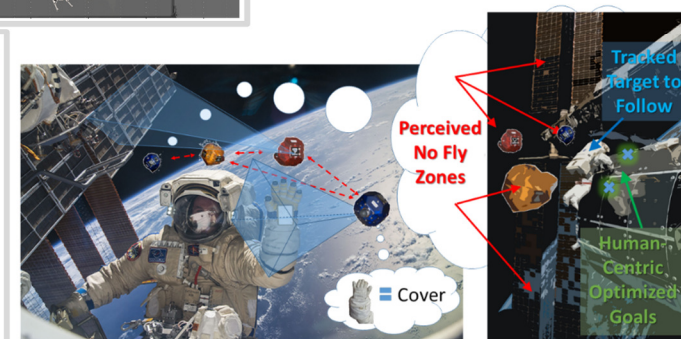 Perceived
No Fly
Zones
= Cover
Tracked
Target to
Follow
Human-
Centric
Optimized
Goals